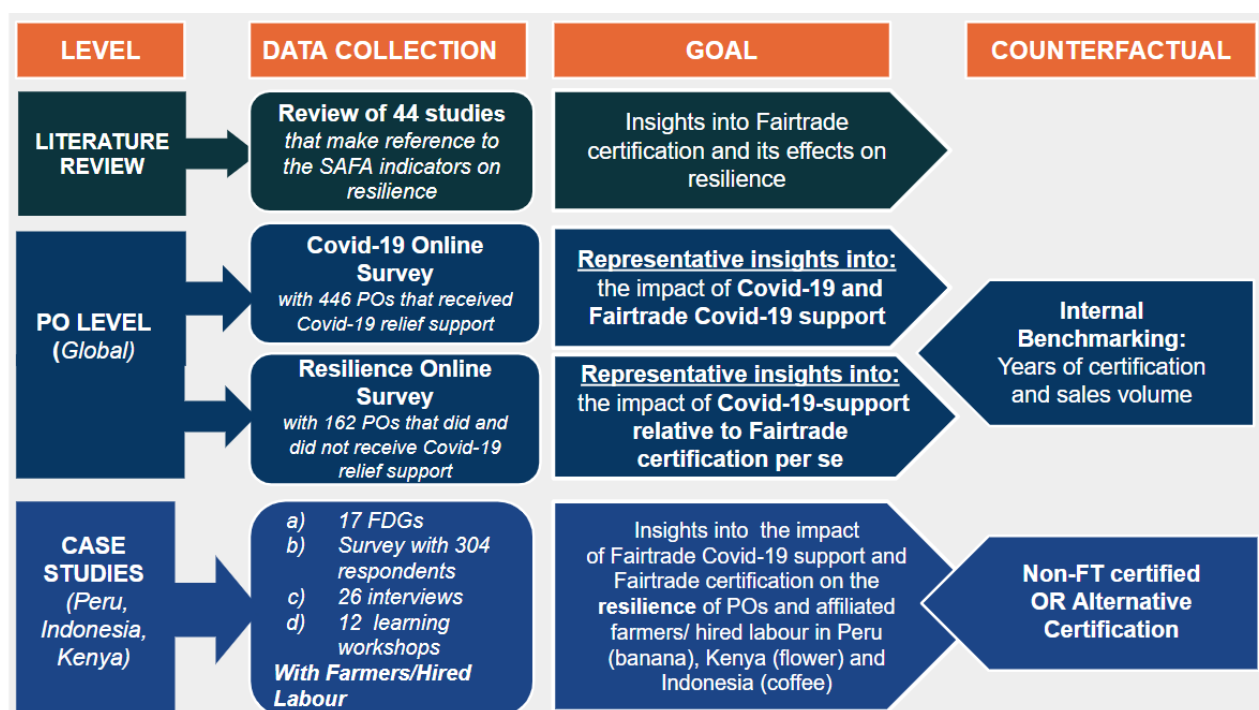 LEVEL
DATA COLLECTION
GOAL
COUNTERFACTUAL
LITERATURE
REVIEW
Review of 44 studies
that make reference to
the SAFA indicators on
resilience
Insights into Fairtrade
certification and its effects on
resilience
PO LEVEL
(Global)
Covid-19 Online
Survey
with 446 POs that received
Covid-19 relief support
Representative insights into:
the impact of Covid-19 and
Fairtrade Covid-19 support
Resilience Online
Survey
with 162 POs that did and
did not receive Covid-19
relief support
Representative insights into:
the impact of Covid-19-support
relative to Fairtrade
certification per se
Internal
Benchmarking:
Years of certification
and sales volume
CASE
STUDIES
(Peru,
Indonesia,
Kenya)
a) 17 FDGs
b) Survey with 304
respondents
c) 26 interviews
d) 12 learning
workshops
With Farmers/Hired
Labour
Insights into the impact
of Fairtrade Covid-19 support and
Fairtrade certification on the
resilience of POs and affiliated
farmers/ hired labour in Peru
(banana), Kenya (flower) and
Indonesia (coffee)
Non-FT certified
OR Alternative
Certification